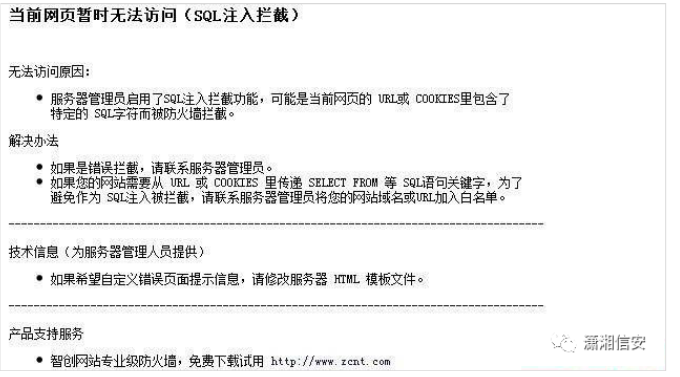 当前网页暂时无法访问（SQL注入拦截）
无法访问原因：
● 服务器管理员启用了SQL注入拦截功能，可能是当前网页的 URL或 COOKIES里包含了
特定的 SQL字符而被防火墙拦截。
解决办法
● 如果是错误拦截，请联系服务器管理员。
● 如果您的网站需要从 URL 或 COOKIES 里传递 SELECT FROM 等 SQL语句关键字，为了
避免作为 SQL注入被拦截，请联系服务器管理员将您的网站域名或URL加入白名单。
--------------------------------------------------------------------
技术信息（为服务器管理人员提供）
● 如果希望自定义错误页面提示信息，请修改服务器 HTML 模板文件。
--------------------------------------------------------------------
产品支持服务
● 智创网站专业级防火墙，免费下载试用 http://www.zcnt.com
潇湘信安